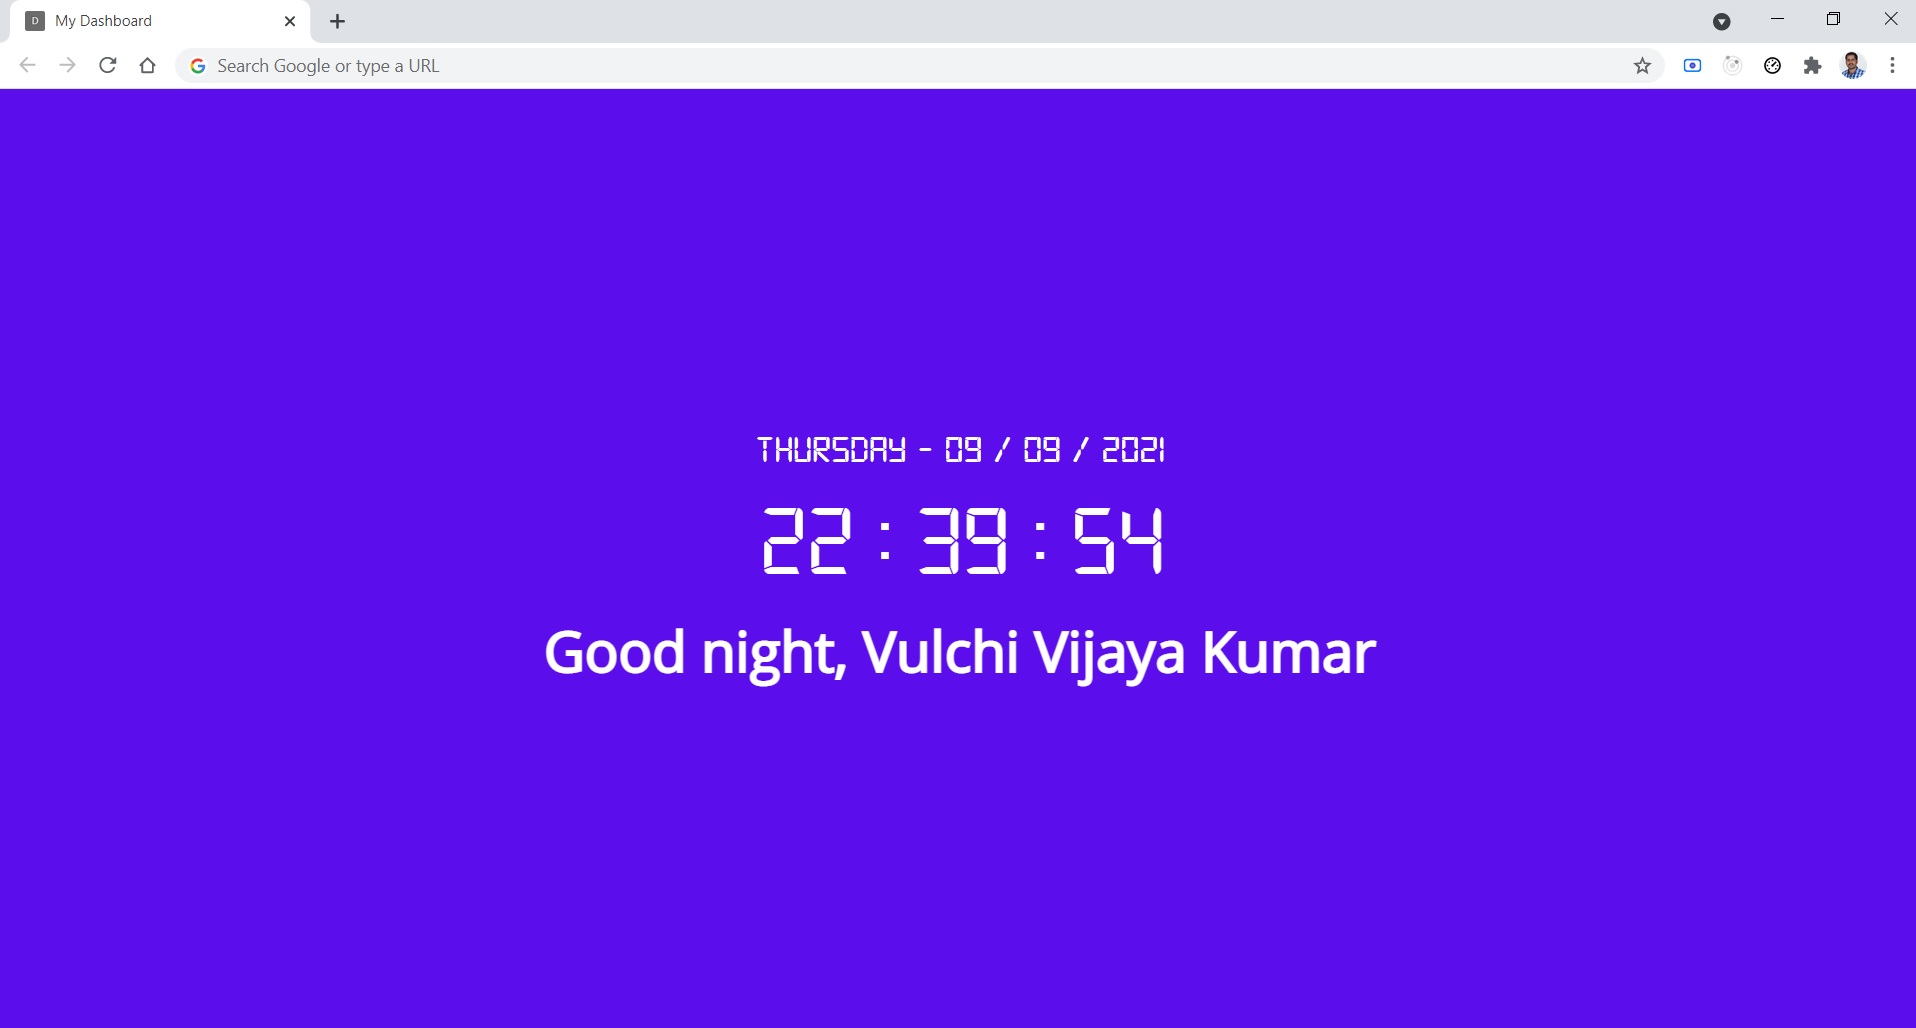 D My Dashboard
Search Google or type a URL
THURSDAY - 09 / 09 / 2021
22 : 39 : 54
Good night, Vulchi Vijaya Kumar